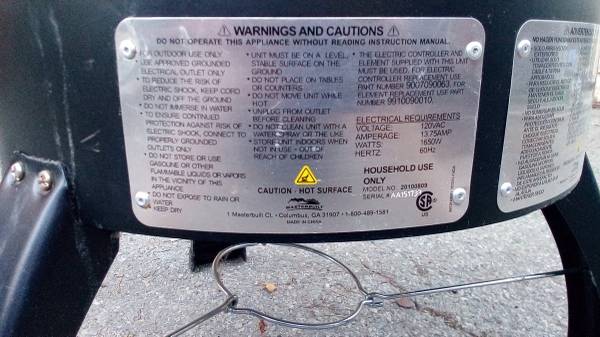 WARNINGS AND CAUTIONS
DO NOT OPERATE THIS APPLIANCE WITHOUT READING INSTRUCTION MANUAL.
• FOR OUTDOOR USE ONLY
• USE APPROVED GROUNDED
ELECTRICAL OUTLET ONLY
• TO REDUCE THE RISK OF
ELECTRIC SHOCK, KEEP CORD
DRY AND OFF THE GROUND
• DO NOT IMMERSE IN WATER
• TO ENSURE CONTINUED
PROTECTION AGAINST RISK OF
ELECTRIC SHOCK, CONNECT TO
PROPERLY GROUNDED
OUTLETS ONLY
• DO NOT STORE OR USE
GASOLINE OR OTHER
FLAMMABLE LIQUIDS OR VAPORS
IN THE VICINITY OF THIS
APPLIANCE
• DO NOT EXPOSE TO RAIN OR
WATER
KEEP DRY
• UNIT MUST BE ON A LEVEL,
STABLE SURFACE ON THE
GROUND
• DO NOT PLACE ON TABLES
OR COUNTERS
• DO NOT MOVE UNIT WHILE
HOT
• UNPLUG FROM OUTLET
BEFORE CLEANING
• DO NOT CLEAN UNIT WITH A
WATER SPRAY OR THE LIKE
• STORE UNIT INDOORS WHEN
NOT IN USE - OUT OF
REACH OF CHILDREN
• THE ELECTRIC CONTROLLER AND
ELEMENT SUPPLIED WITH THIS UNIT
MUST BE USED. FOR ELECTRIC
CONTROLLER REPLACEMENT USE
PART NUMBER 9007090063. FOR
ELEMENT REPLACEMENT USE PART
NUMBER 9910090010.
ELECTRICAL REQUIREMENTS
VOLTAGE: 120VAC
AMPERAGE: 13.75AMP
WATTS: 1650W
HERTZ: 60Hz
HOUSEHOLD USE
ONLY
MODEL NO. 20100809
SERIAL #
CAUTION - HOT SURFACE
MASTERBUILT
1 Masterbuilt Ct. • Columbus, GA 31907 • 1-800-489-1581
MADE IN CHINA
US